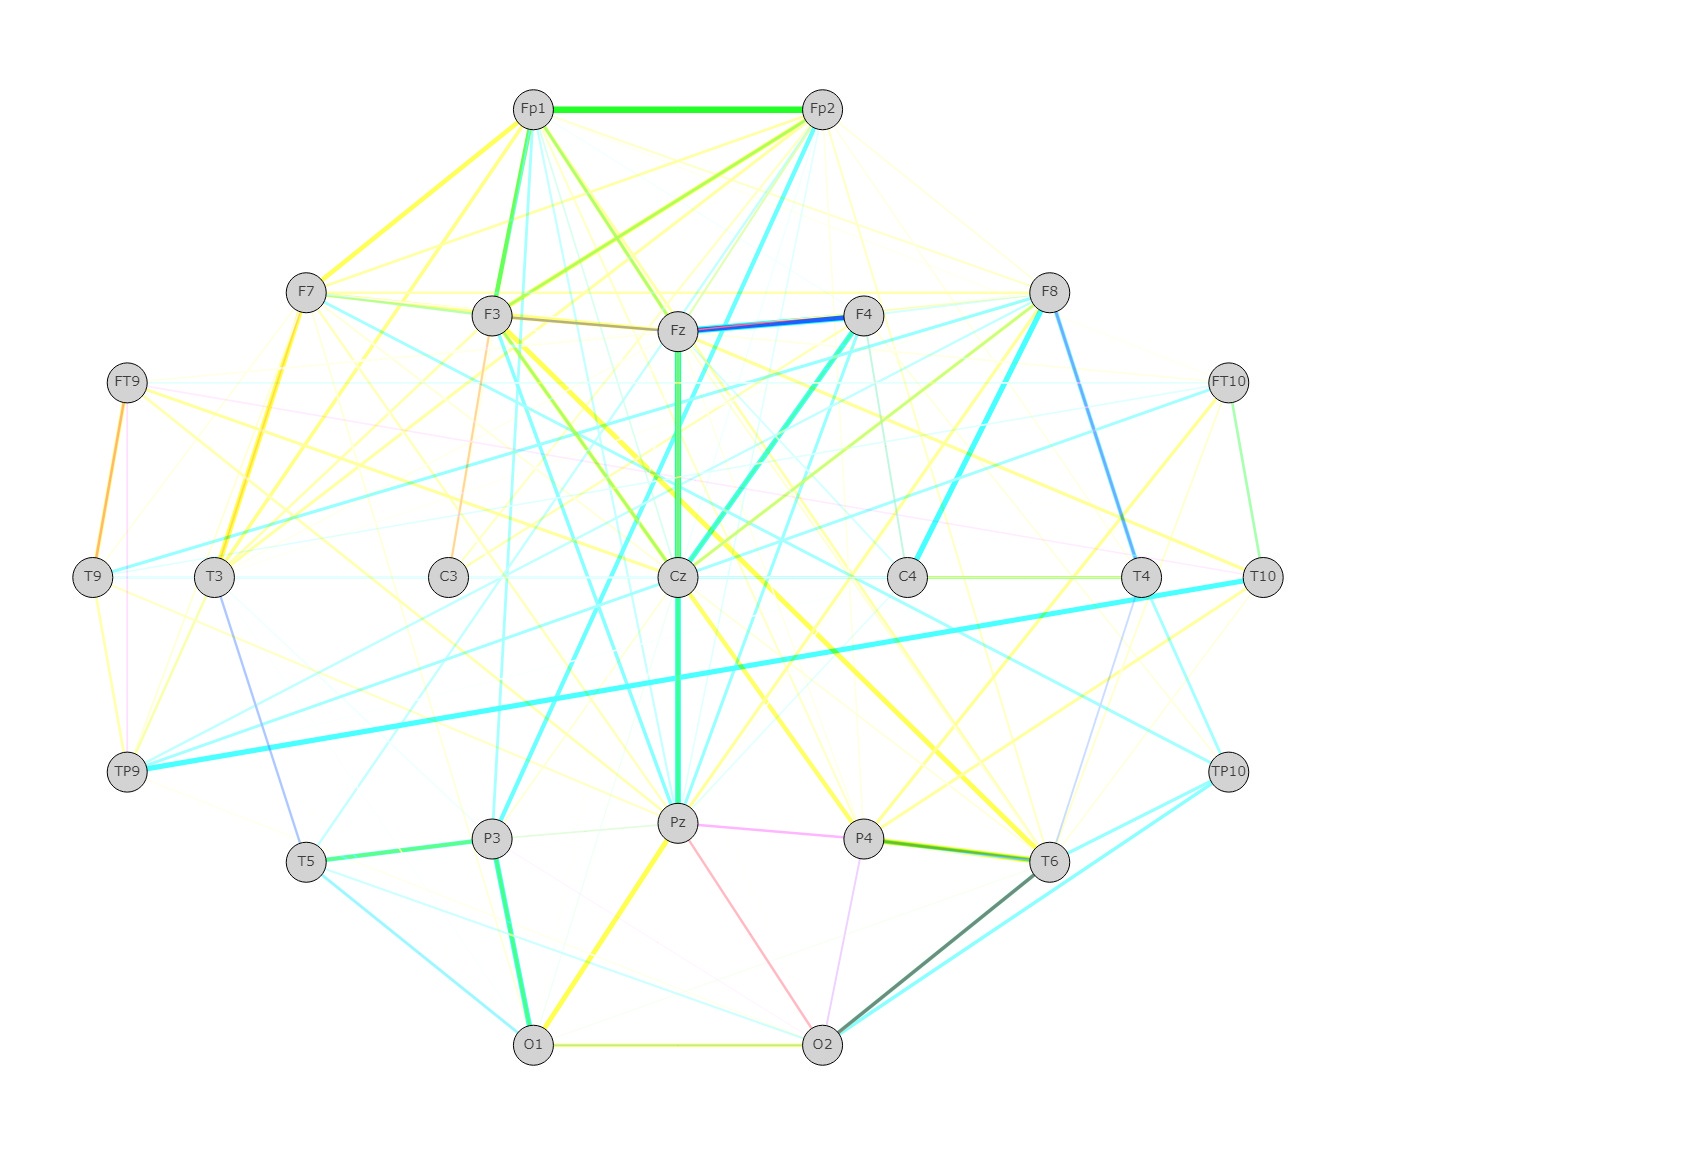 Fp1 Fp2
F7 F3 Fz F4 F8
FT9 FT10
T9 T3 C3 Cz C4 T4 T10
TP9 TP10
T5 P3 Pz P4 T6
O1 O2